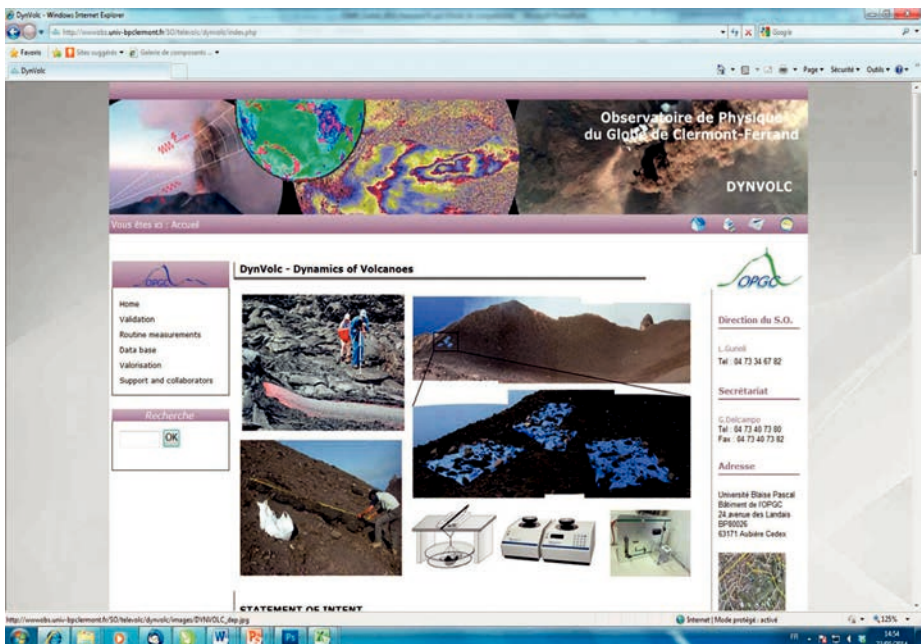 DynVolc - Windows Internet Explorer
univ-bpclermont.fr/SO/televolc/dynvolc/index.php
Google
Favoris
Sites suggérés
Galerie de composants
DynVolc
Page
Sécurité
Outils
Observatoire de Physique
du Globe de Clermont-Ferrand
DYNVOLC
Vous êtes ici : Accueil
OPGC
Home
Validation
Routine measurements
Data base
Valorisation
Support and collaborators
Recherche
OK
DynVolc - Dynamics of Volcanoes
STATEMENT OF INTENT
OPGC
Direction du S.O.
Tel : 04 73 34 67 82
Secrétariat
G.Delcampo
Tel : 04 73 40 73 80
Fax : 04 73 40 73 82
Adresse
Université Blaise Pascal
Bâtiment de l'OPGC
24 avenue des Landais
BP80026
63171 Aubière Cedex
http://wwwobs.univ-bpclermont.fr/SO/televolc/dynvolc/images/DYNVOLC_dep.jpg
Internet | Mode protégé : activé
125%
FR
14:54